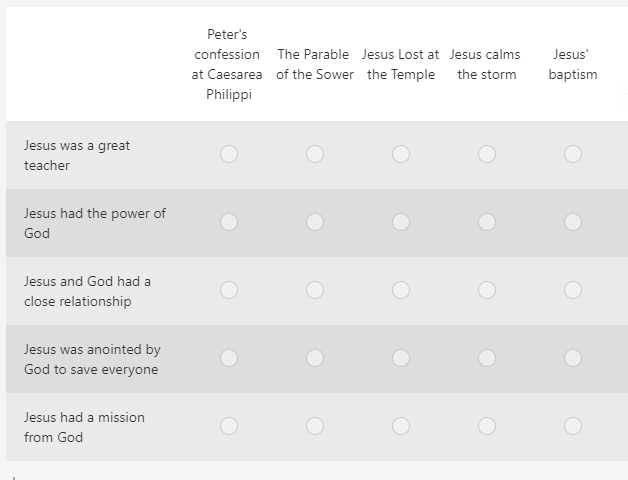 Peter's
confession
at Caesarea
Philippi
The Parable
of the Sower
Jesus Lost at
the Temple
Jesus calms
the storm
Jesus'
baptism
Jesus was a great
teacher
Jesus had the power of
God
Jesus and God had a
close relationship
Jesus was anointed by
God to save everyone
Jesus had a mission
from God